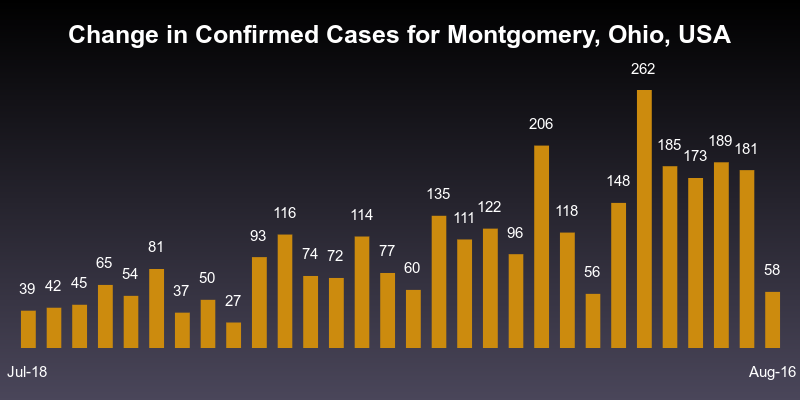 Change in Confirmed Cases for Montgomery, Ohio, USA
39 42 45 65 54 81 37 50 27 93 116 74 72 114 77 60 135 111 122 96 206 118 56 148 262 185 173 189 181 58
Jul-18 Aug-16